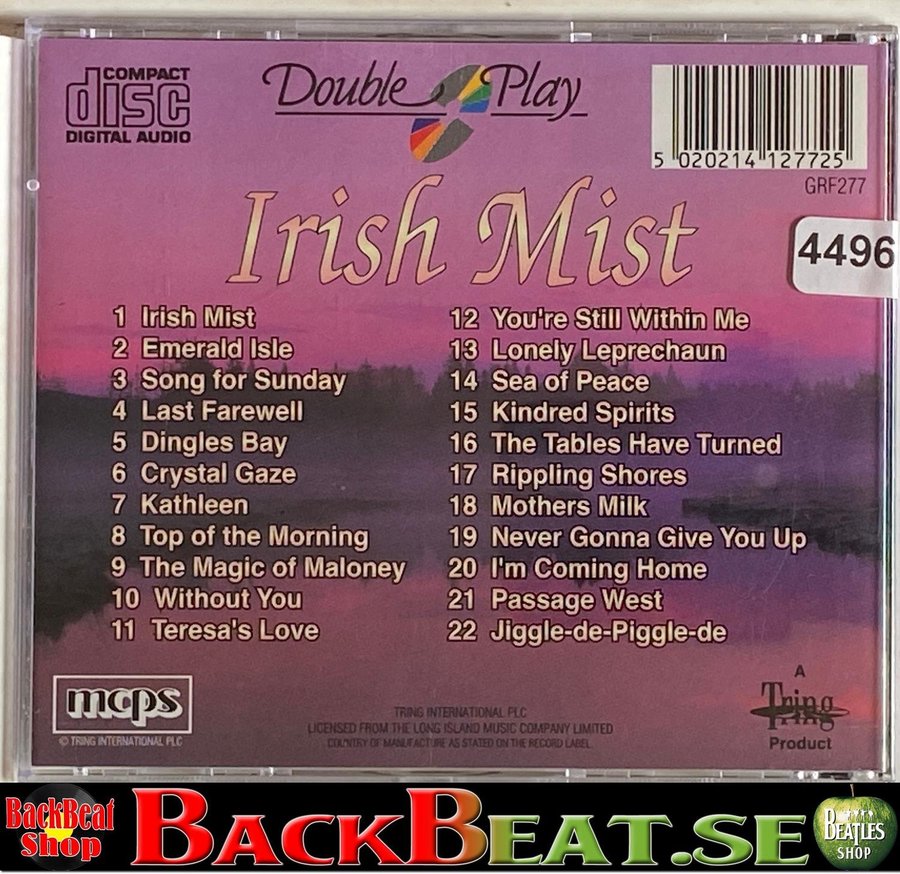 COMPACT
disc
DIGITAL AUDIO
Double Play
5 020214 127725
GRF277
4496
Irish Mist
1 Irish Mist
2 Emerald Isle
3 Song for Sunday
4 Last Farewell
5 Dingles Bay
6 Crystal Gaze
7 Kathleen
8 Top of the Morning
9 The Magic of Maloney
10 Without You
11 Teresa's Love
12 You're Still Within Me
13 Lonely Leprechaun
14 Sea of Peace
15 Kindred Spirits
16 The Tables Have Turned
17 Rippling Shores
18 Mothers Milk
19 Never Gonna Give You Up
20 I'm Coming Home
21 Passage West
22 Jiggle-de-Piggle-de
mcps
© TRING INTERNATIONAL PLC
TRING INTERNATIONAL PLC
LICENSED FROM THE LONG ISLAND MUSIC COMPANY LIMITED
COUNTRY OF MANUFACTURE AS STATED ON THE RECORD LABEL
A
Tring
Product
BackBeat
Shop
BACKBEAT.SE
BEATLES
SHOP